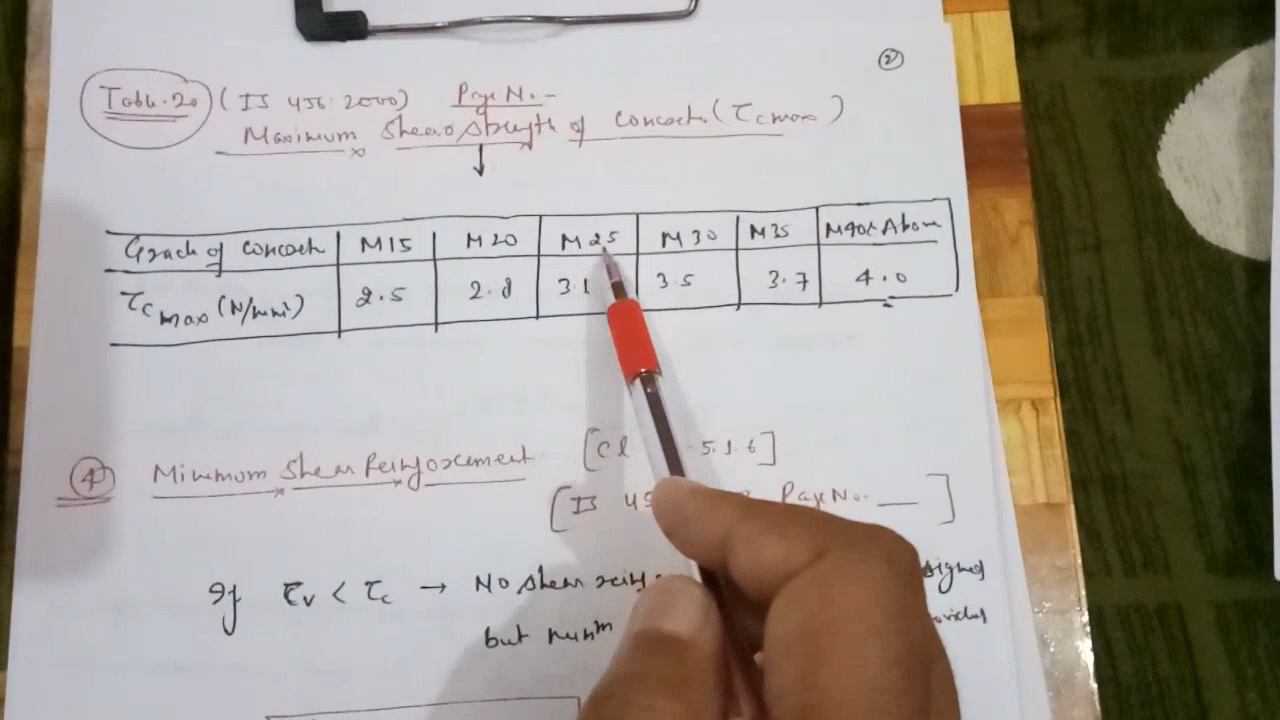 ②
Table.20 (IS 456:2000) Page No.-
Maximum Shear Strength of concrete (τc max)
↓
Grade of concrete | M15 | M20 | M25 | M30 | M35 | M40 & Above
τc max (N/mm²) | 2.5 | 2.8 | 3.1 | 3.5 | 3.7 | 4.0
④ Minimum Shear Reinforcement [Cl 5.1.6]
[IS 45 Page No. __]
If τv < τc → No shear reinf signed
but